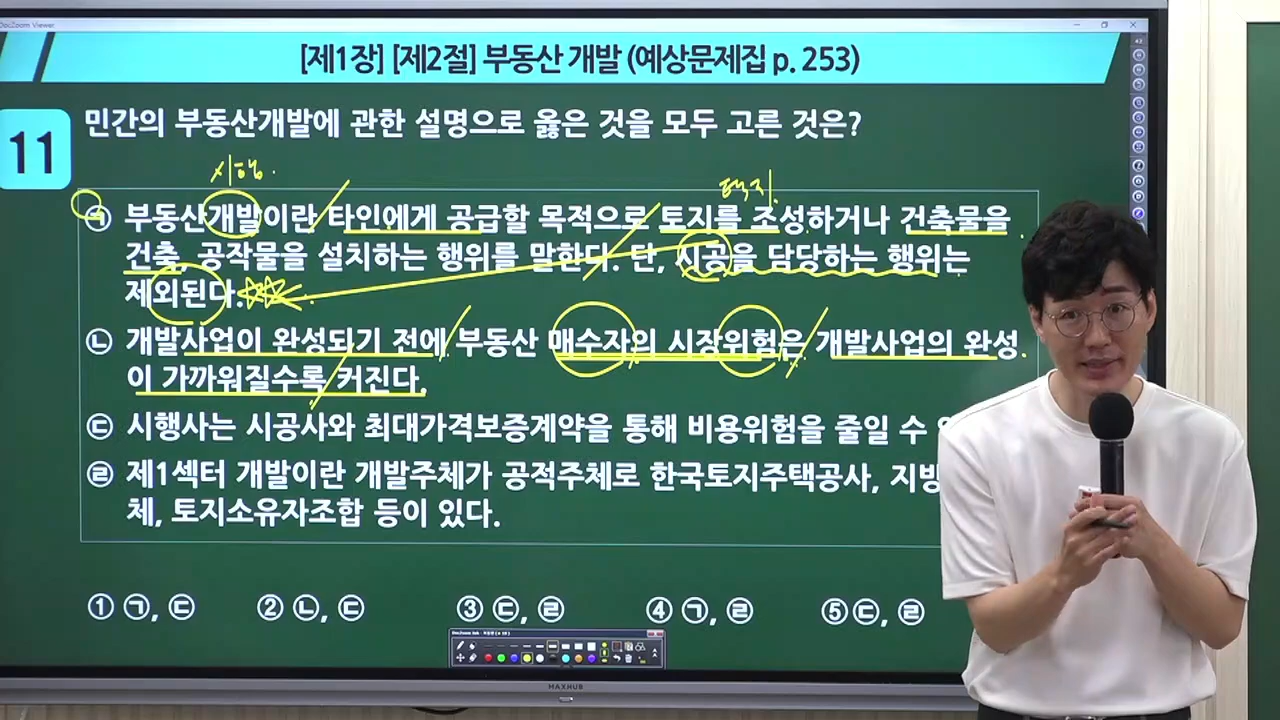 DocZoom Viewer
[제1장] [제2절] 부동산 개발 (예상문제집 p. 253)
11 민간의 부동산개발에 관한 설명으로 옳은 것을 모두 고른 것은?
시행.
택지
㉠ 부동산개발이란 타인에게 공급할 목적으로 토지를 조성하거나 건축물을
건축, 공작물을 설치하는 행위를 말한다. 단, 시공을 담당하는 행위는
제외된다.
㉡ 개발사업이 완성되기 전에 부동산 매수자의 시장위험은 개발사업의 완성
이 가까워질수록 커진다.
㉢ 시행사는 시공사와 최대가격보증계약을 통해 비용위험을 줄일 수
㉣ 제1섹터 개발이란 개발주체가 공적주체로 한국토지주택공사, 지방
체, 토지소유자조합 등이 있다.
① ㉠, ㉢ ② ㉡, ㉢ ③ ㉢, ㉣ ④ ㉠, ㉣ ⑤ ㉢, ㉣
MAXHUB